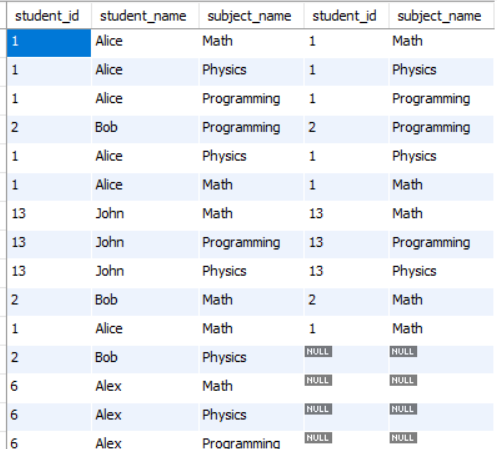 student_id student_name subject_name student_id subject_name
1 Alice Math 1 Math
1 Alice Physics 1 Physics
1 Alice Programming 1 Programming
2 Bob Programming 2 Programming
1 Alice Physics 1 Physics
1 Alice Math 1 Math
13 John Math 13 Math
13 John Programming 13 Programming
13 John Physics 13 Physics
2 Bob Math 2 Math
1 Alice Math 1 Math
2 Bob Physics NULL NULL
6 Alex Math NULL NULL
6 Alex Physics NULL NULL
6 Alex Programming NULL NULL